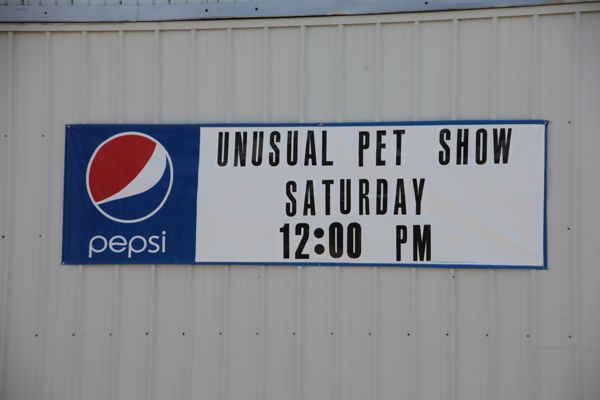 UNUSUAL PET SHOW
SATURDAY
12:00 PM
pepsi